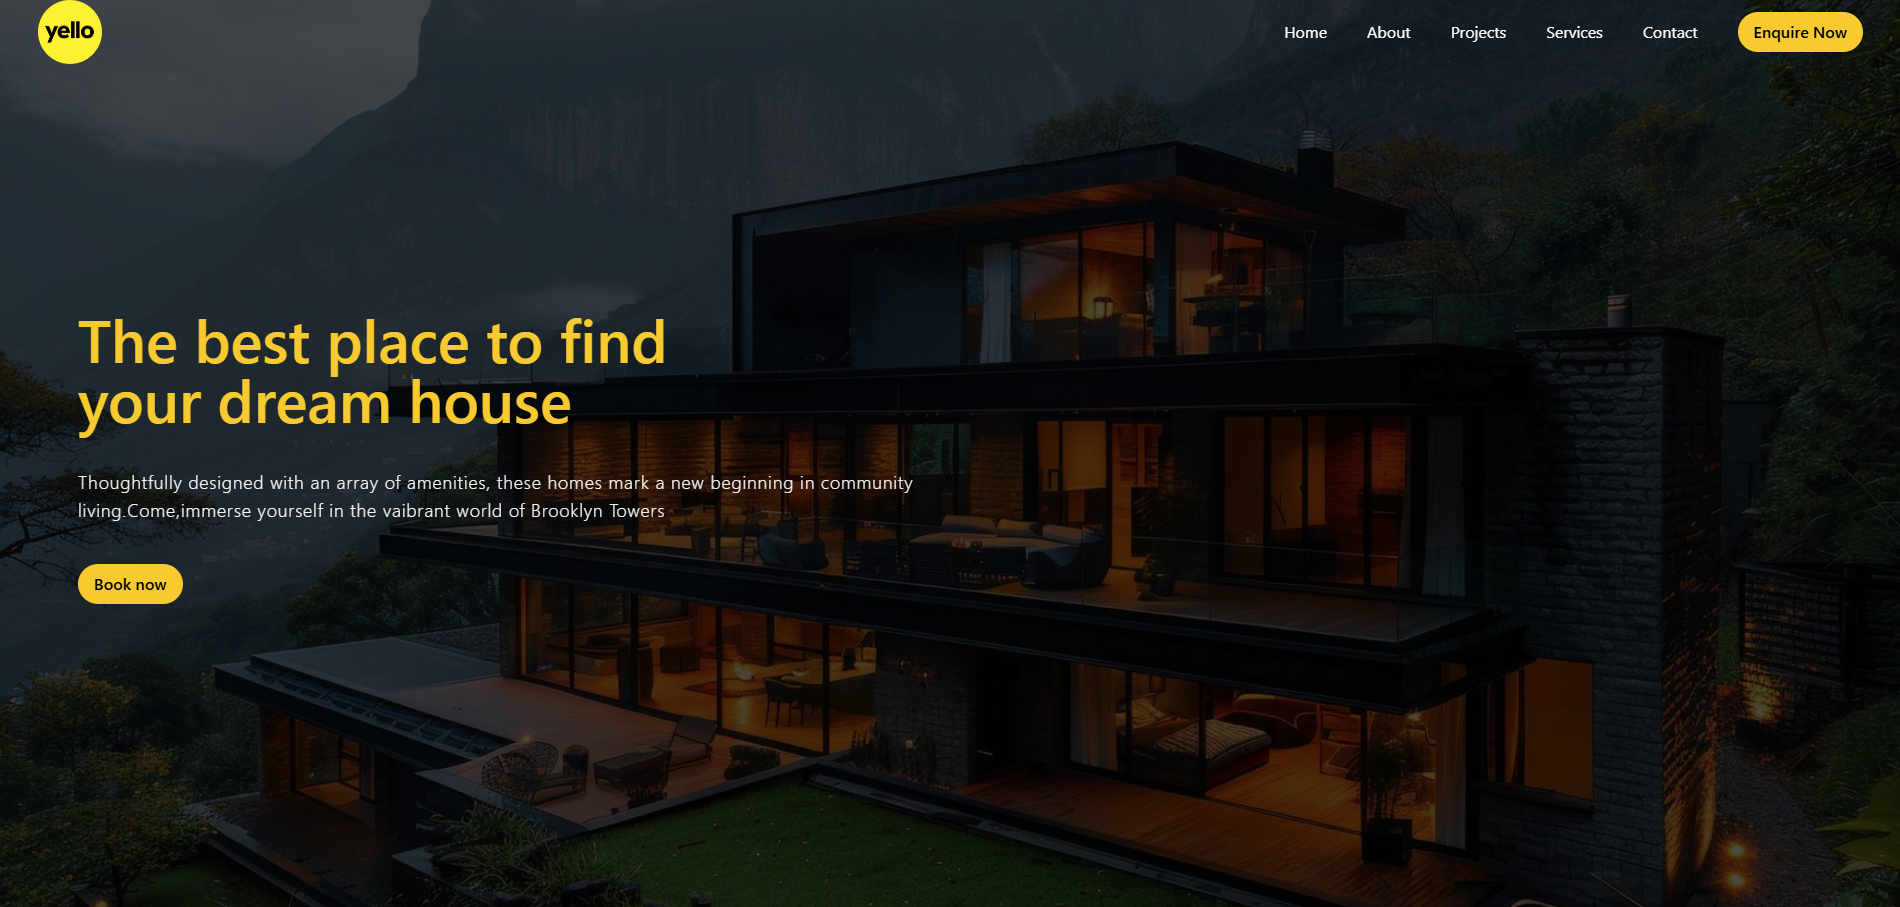 yello
Home About Projects Services Contact Enquire Now
The best place to find
your dream house
Thoughtfully designed with an array of amenities, these homes mark a new beginning in community
living.Come,immerse yourself in the vaibrant world of Brooklyn Towers
Book now